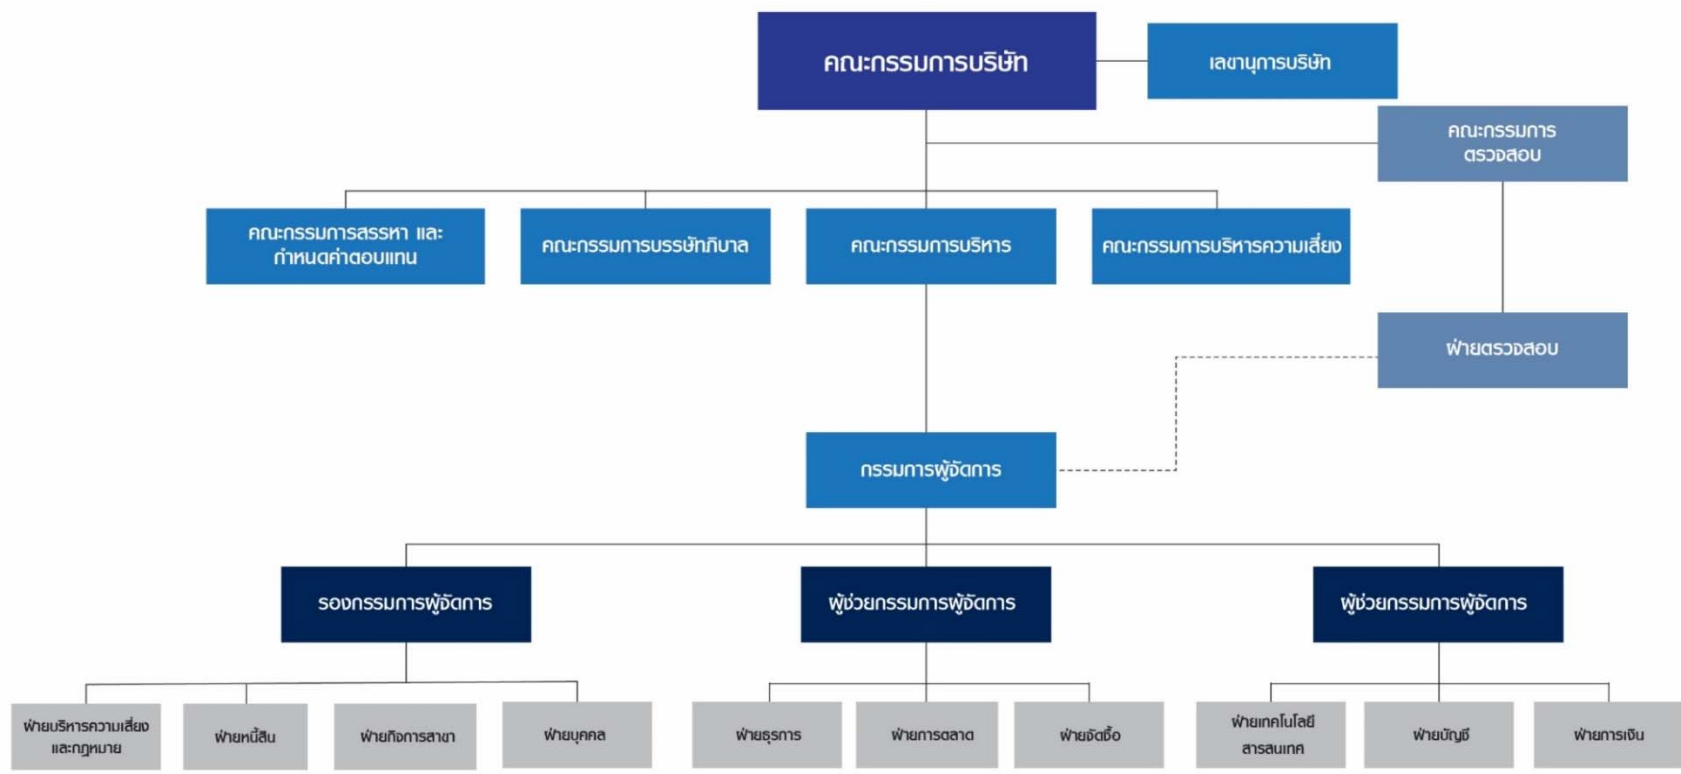 คณะกรรมการบริษัท
เลขานุการบริษัท
คณะกรรมการ
ตรวจสอบ
คณะกรรมการสรรหา และ
กำหนดค่าตอบแทน
คณะกรรมการบรรษัทภิบาล
คณะกรรมการบริหาร
คณะกรรมการบริหารความเสี่ยง
ฝ่ายตรวจสอบ
กรรมการผู้จัดการ
รองกรรมการผู้จัดการ
ผู้ช่วยกรรมการผู้จัดการ
ผู้ช่วยกรรมการผู้จัดการ
ฝ่ายบริหารความเสี่ยง
และกฎหมาย
ฝ่ายหนี้สิน
ฝ่ายกิจการสาขา
ฝ่ายบุคคล
ฝ่ายธุรการ
ฝ่ายการตลาด
ฝ่ายจัดซื้อ
ฝ่ายเทคโนโลยี
สารสนเทศ
ฝ่ายบัญชี
ฝ่ายการเงิน